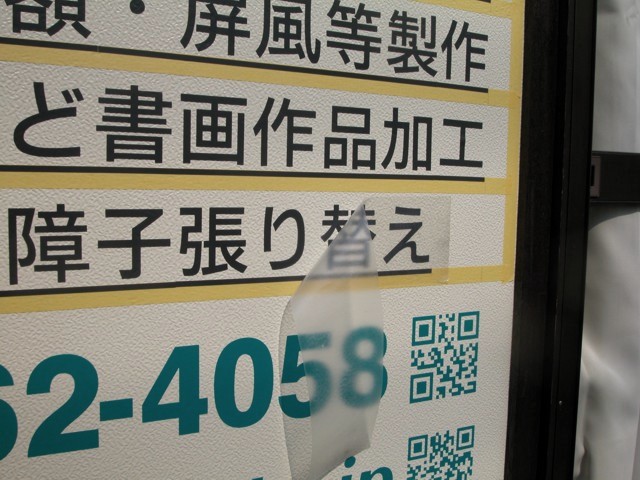 額・屏風等製作
ど書画作品加工
障子張り替え
62-4058
in